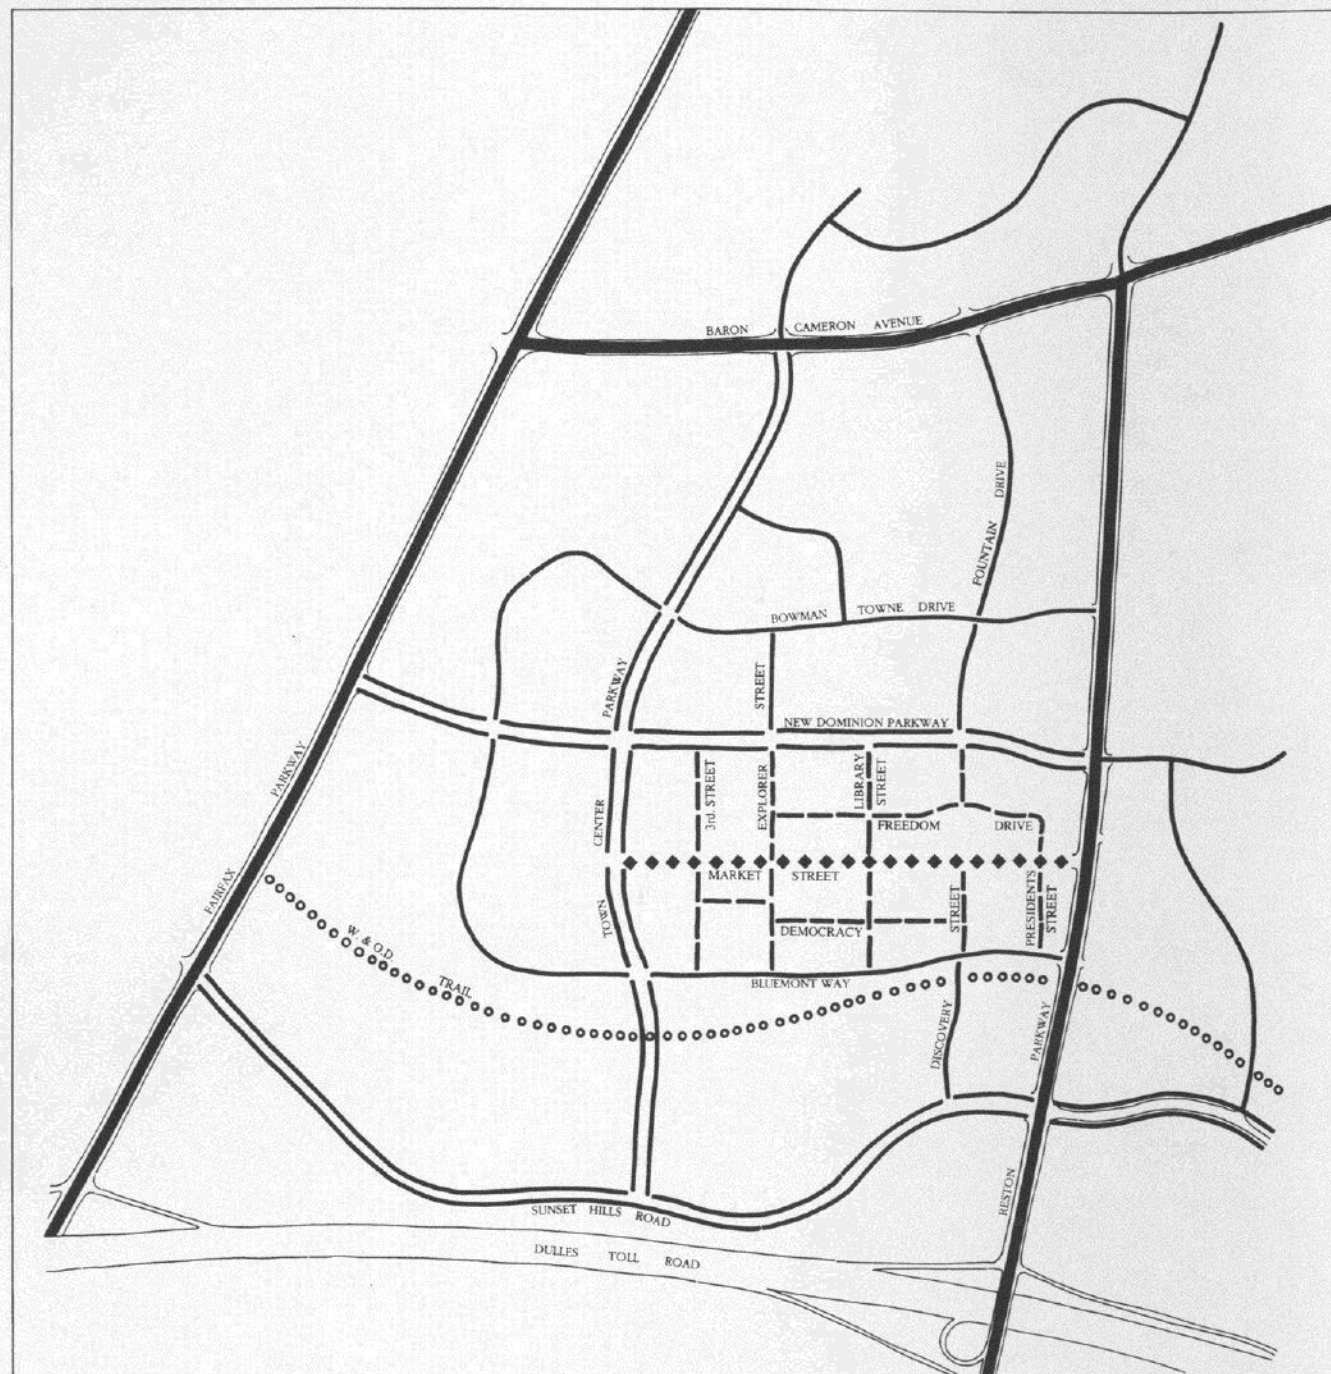 BARON CAMERON AVENUE
FOUNTAIN DRIVE
BOWMAN TOWNE DRIVE
TOWN CENTER PARKWAY
EXPLORER STREET
NEW DOMINION PARKWAY
3rd. STREET
LIBRARY STREET
FREEDOM DRIVE
MARKET STREET
PRESIDENTS STREET
DEMOCRACY
DISCOVERY STREET
BLUEMONT WAY
FAIRFAX PARKWAY
W. & O.D. TRAIL
RESTON PARKWAY
SUNSET HILLS ROAD
DULLES TOLL ROAD